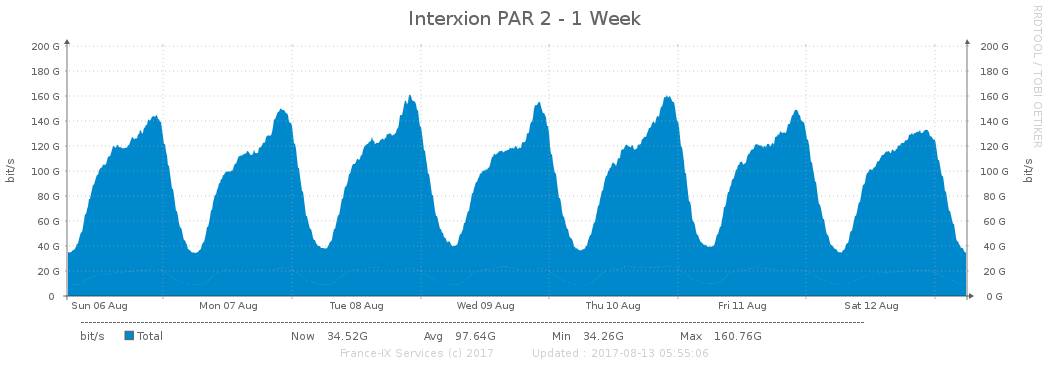 Interxion PAR 2 - 1 Week
RRDTOOL / TOBI OETIKER
bit/s
200 G
180 G
160 G
140 G
120 G
100 G
80 G
60 G
40 G
20 G
0
200 G
180 G
160 G
140 G
120 G
100 G
80 G
60 G
40 G
20 G
0 G
bit/s
Sun 06 Aug Mon 07 Aug Tue 08 Aug Wed 09 Aug Thu 10 Aug Fri 11 Aug Sat 12 Aug
bit/s Total Now 34.52G Avg 97.64G Min 34.26G Max 160.76G
France-IX Services (c) 2017 Updated : 2017-08-13 05:55:06